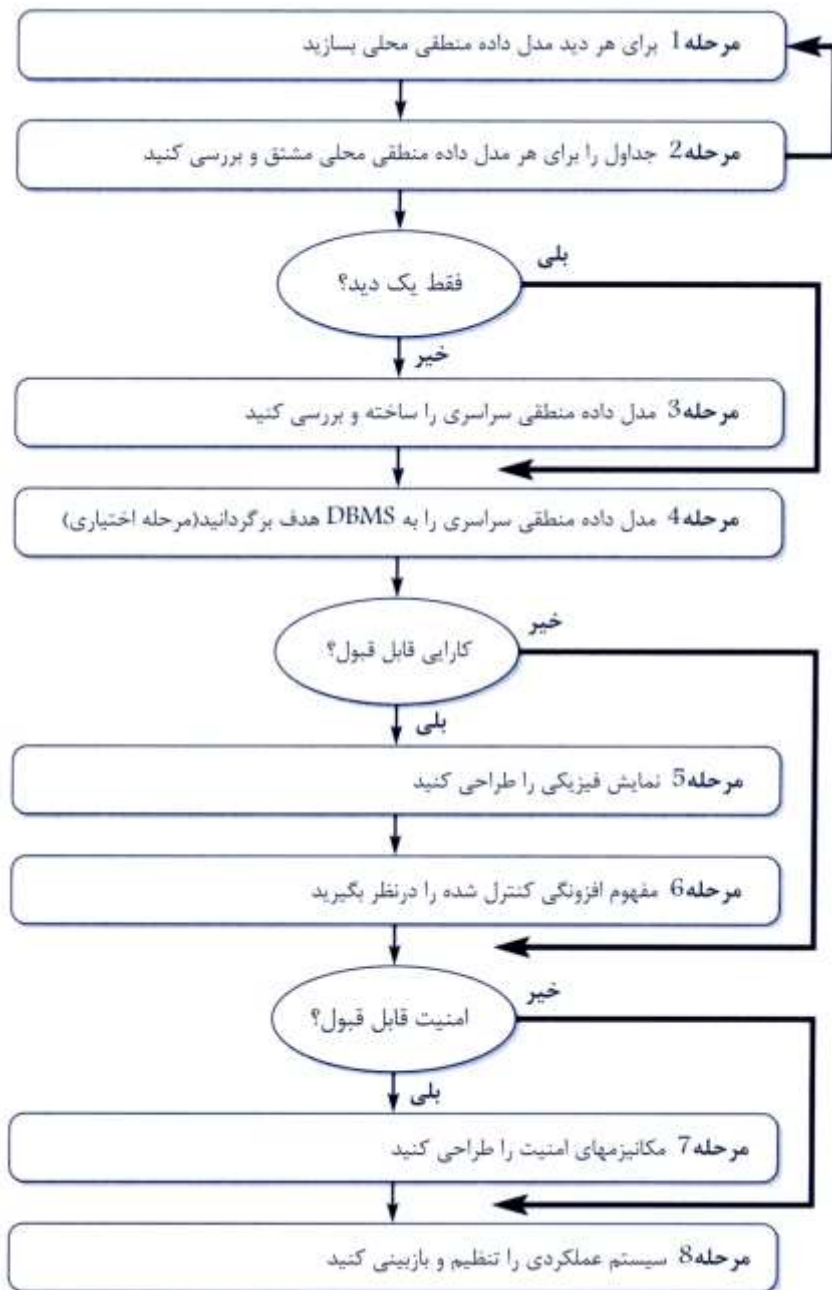 مرحله1 برای هر دید مدل داده منطقی محلی بسازید
مرحله2 جداول را برای هر مدل داده منطقی محلی مشتق و بررسی کنید
بلی
فقط یک دید؟
خیر
مرحله3 مدل داده منطقی سراسری را ساخته و بررسی کنید
مرحله4 مدل داده منطقی سراسری را به DBMS هدف برگردانید(مرحله اختیاری)
خیر
کارایی قابل قبول؟
بلی
مرحله5 نمایش فیزیکی را طراحی کنید
مرحله6 مفهوم افزونگی کنترل شده را درنظر بگیرید
خیر
امنیت قابل قبول؟
بلی
مرحله7 مکانیزمهای امنیت را طراحی کنید
مرحله8 سیستم عملکردی را تنظیم و بازبینی کنید